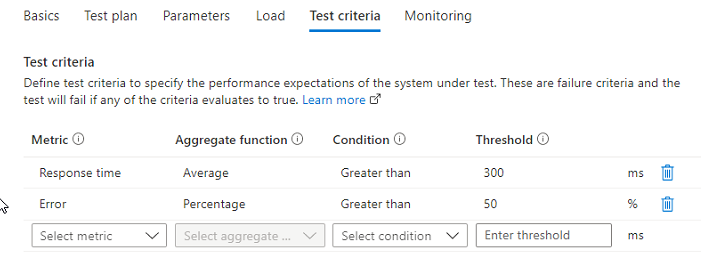 Basics Test plan Parameters Load Test criteria Monitoring
Test criteria
Define test criteria to specify the performance expectations of the system under test. These are failure criteria and the
test will fail if any of the criteria evaluates to true. Learn more
Metric Aggregate function Condition Threshold
Response time Average Greater than 300 ms
Error Percentage Greater than 50 %
Select metric Select aggregate ... Select condition Enter threshold ms